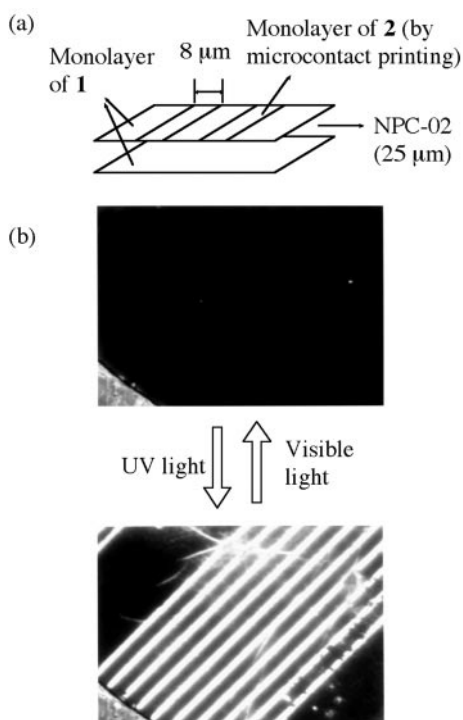 (a)
Monolayer of 1
8 μm
Monolayer of 2 (by
microcontact printing)
NPC-02
(25 μm)
(b)
UV light
Visible
light